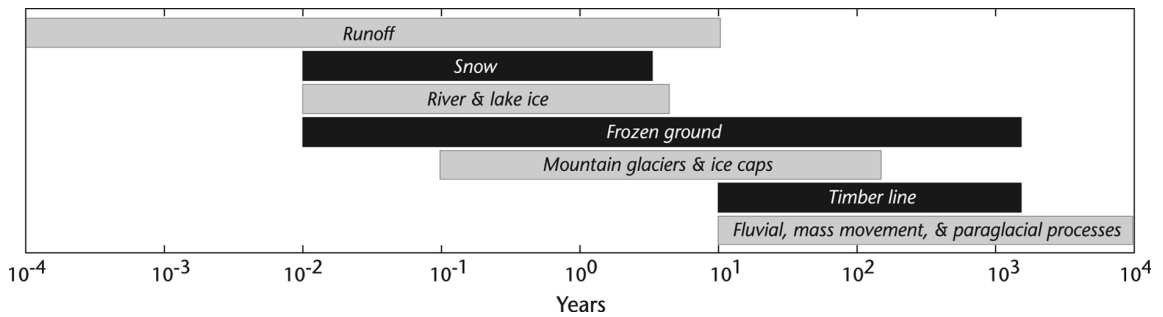 Runoff
Snow
River & lake ice
Frozen ground
Mountain glaciers & ice caps
Timber line
Fluvial, mass movement, & paraglacial processes
10⁻⁴ 10⁻³ 10⁻² 10⁻¹ 10⁰ 10¹ 10² 10³ 10⁴
Years